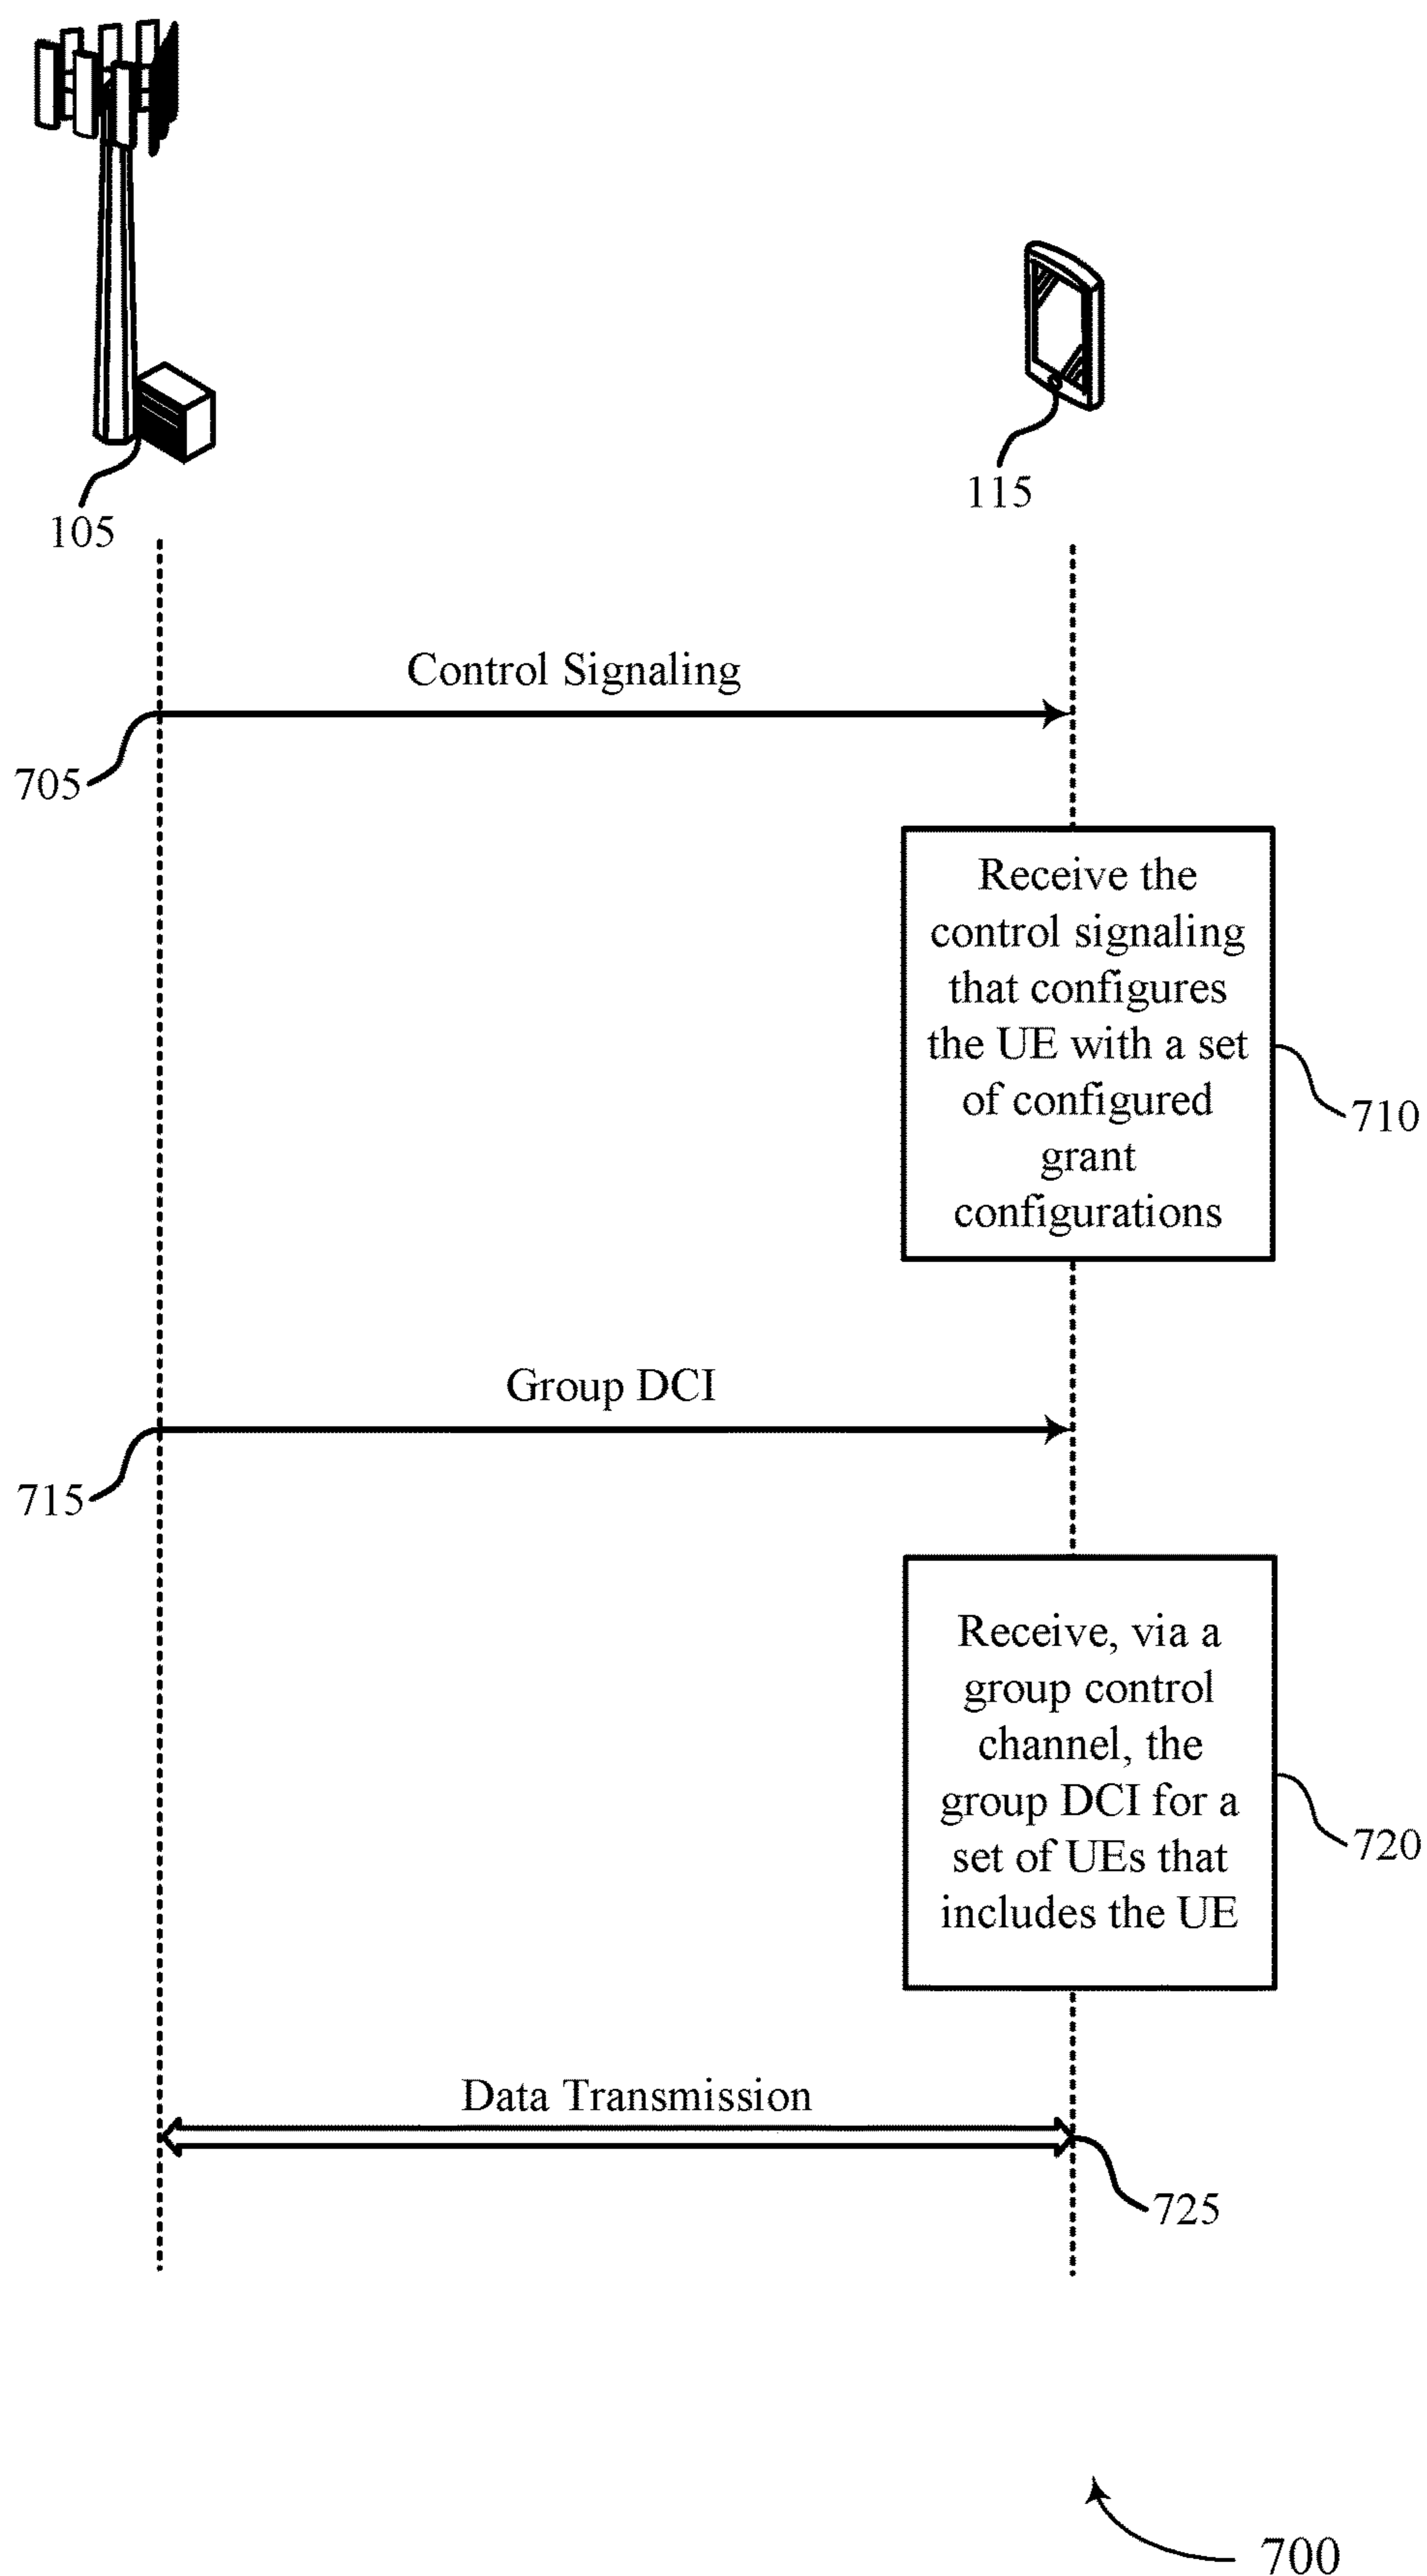 105
115
Control Signaling
705
Receive the
control signaling
that configures
the UE with a set
of configured
grant
configurations
710
Group DCI
715
Receive, via a
group control
channel, the
group DCI for a
set of UEs that
includes the UE
720
Data Transmission
725
700